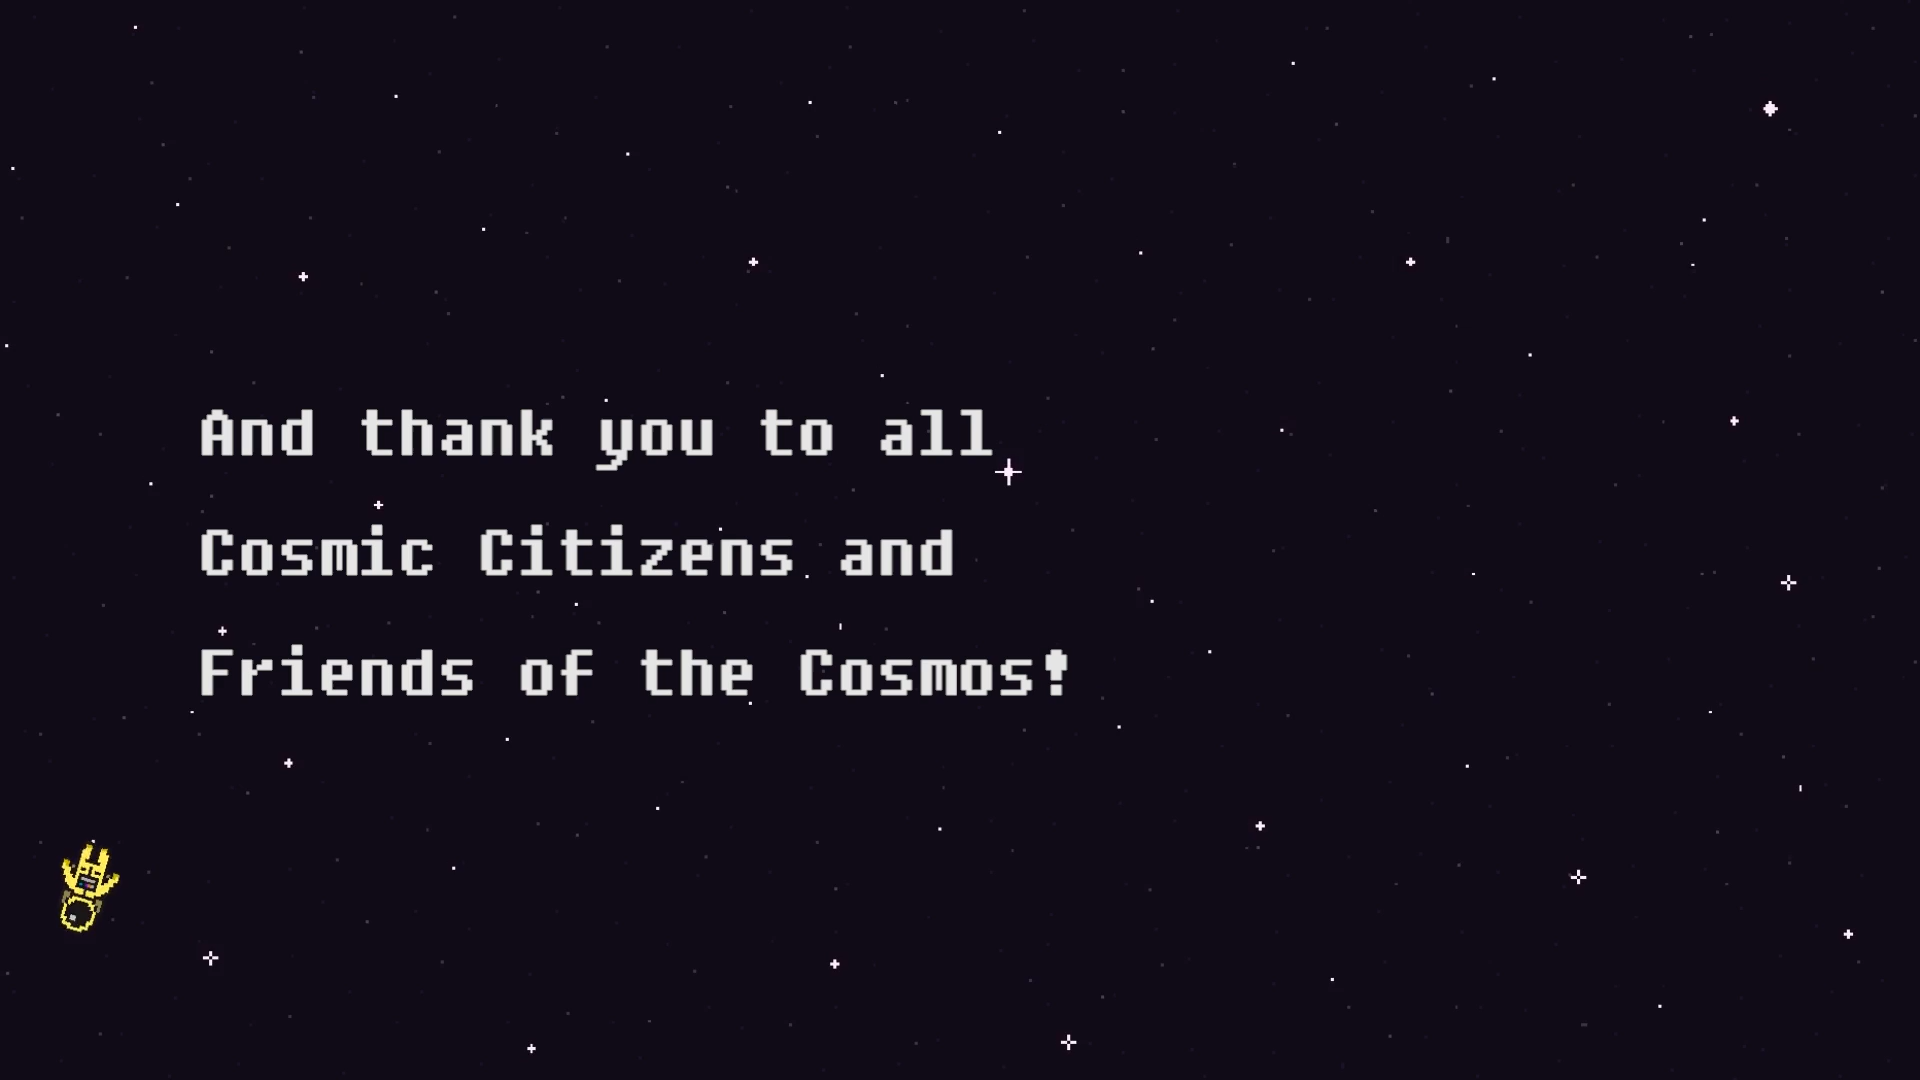 And thank you to all
Cosmic Citizens and
Friends of the Cosmos!